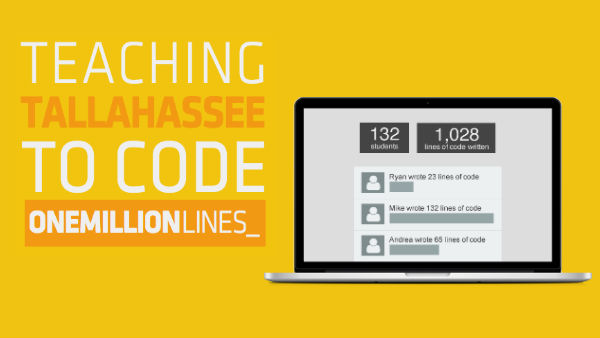 TEACHING
TALLAHASSEE
TO CODE
ONEMILLIONLINES_
132
students
1,028
lines of code written
Ryan wrote 23 lines of code
Mike wrote 132 lines of code
Andrea wrote 65 lines of code